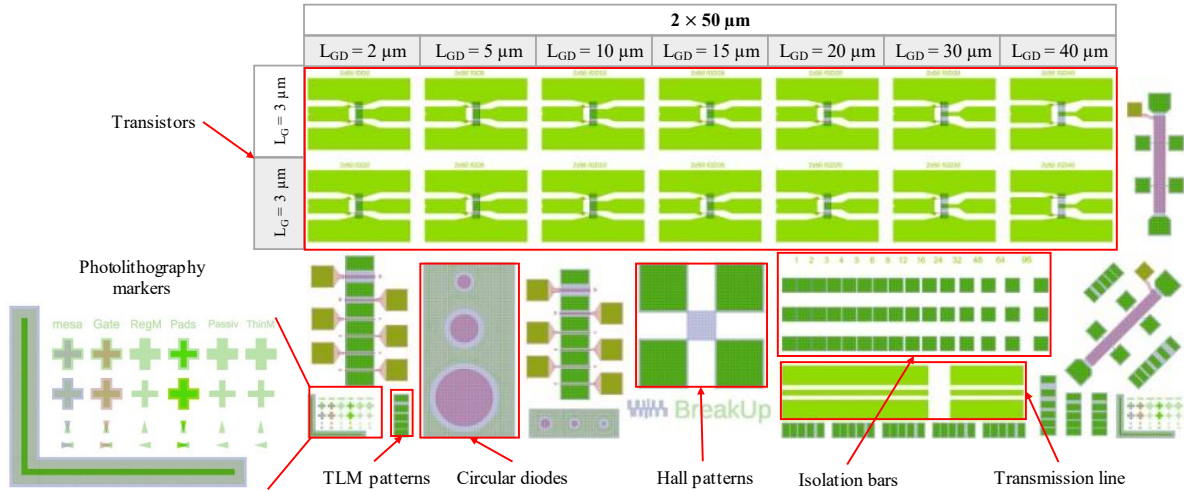 2 × 50 µm
L_GD = 2 µm L_GD = 5 µm L_GD = 10 µm L_GD = 15 µm L_GD = 20 µm L_GD = 30 µm L_GD = 40 µm
L_G = 3 µm
Transistors
L_G = 3 µm
Photolithography
markers
mesa Gate RegM Pads Passiv ThinM
1 2 3 4 6 8 12 16 24 32 48 64 96
BreakUp
TLM patterns
Circular diodes
Hall patterns
Isolation bars
Transmission line